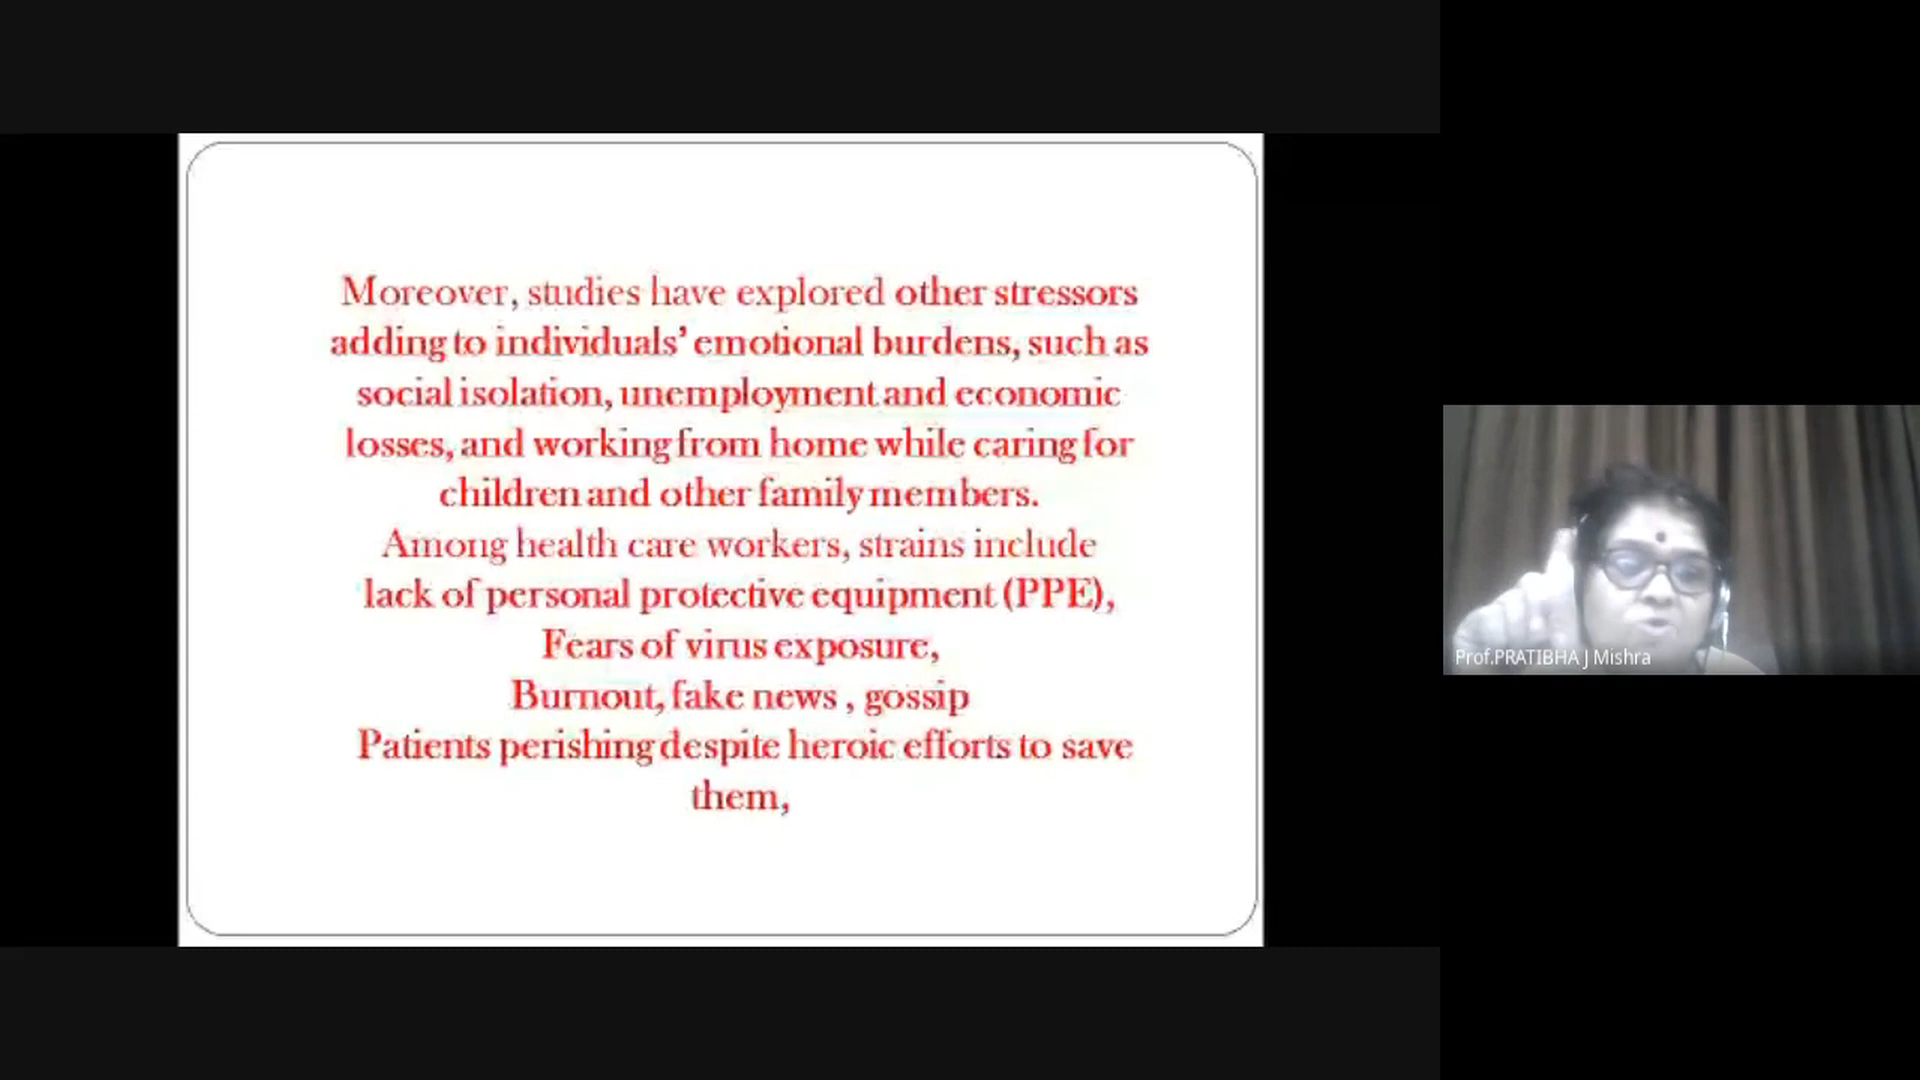 Moreover, studies have explored other stressors
adding to individuals' emotional burdens, such as
social isolation, unemployment and economic
losses, and working from home while caring for
children and other family members.
Among health care workers, strains include
lack of personal protective equipment (PPE),
Fears of virus exposure,
Burnout, fake news , gossip
Patients perishing despite heroic efforts to save
them,
Prof.PRATIBHA J Mishra